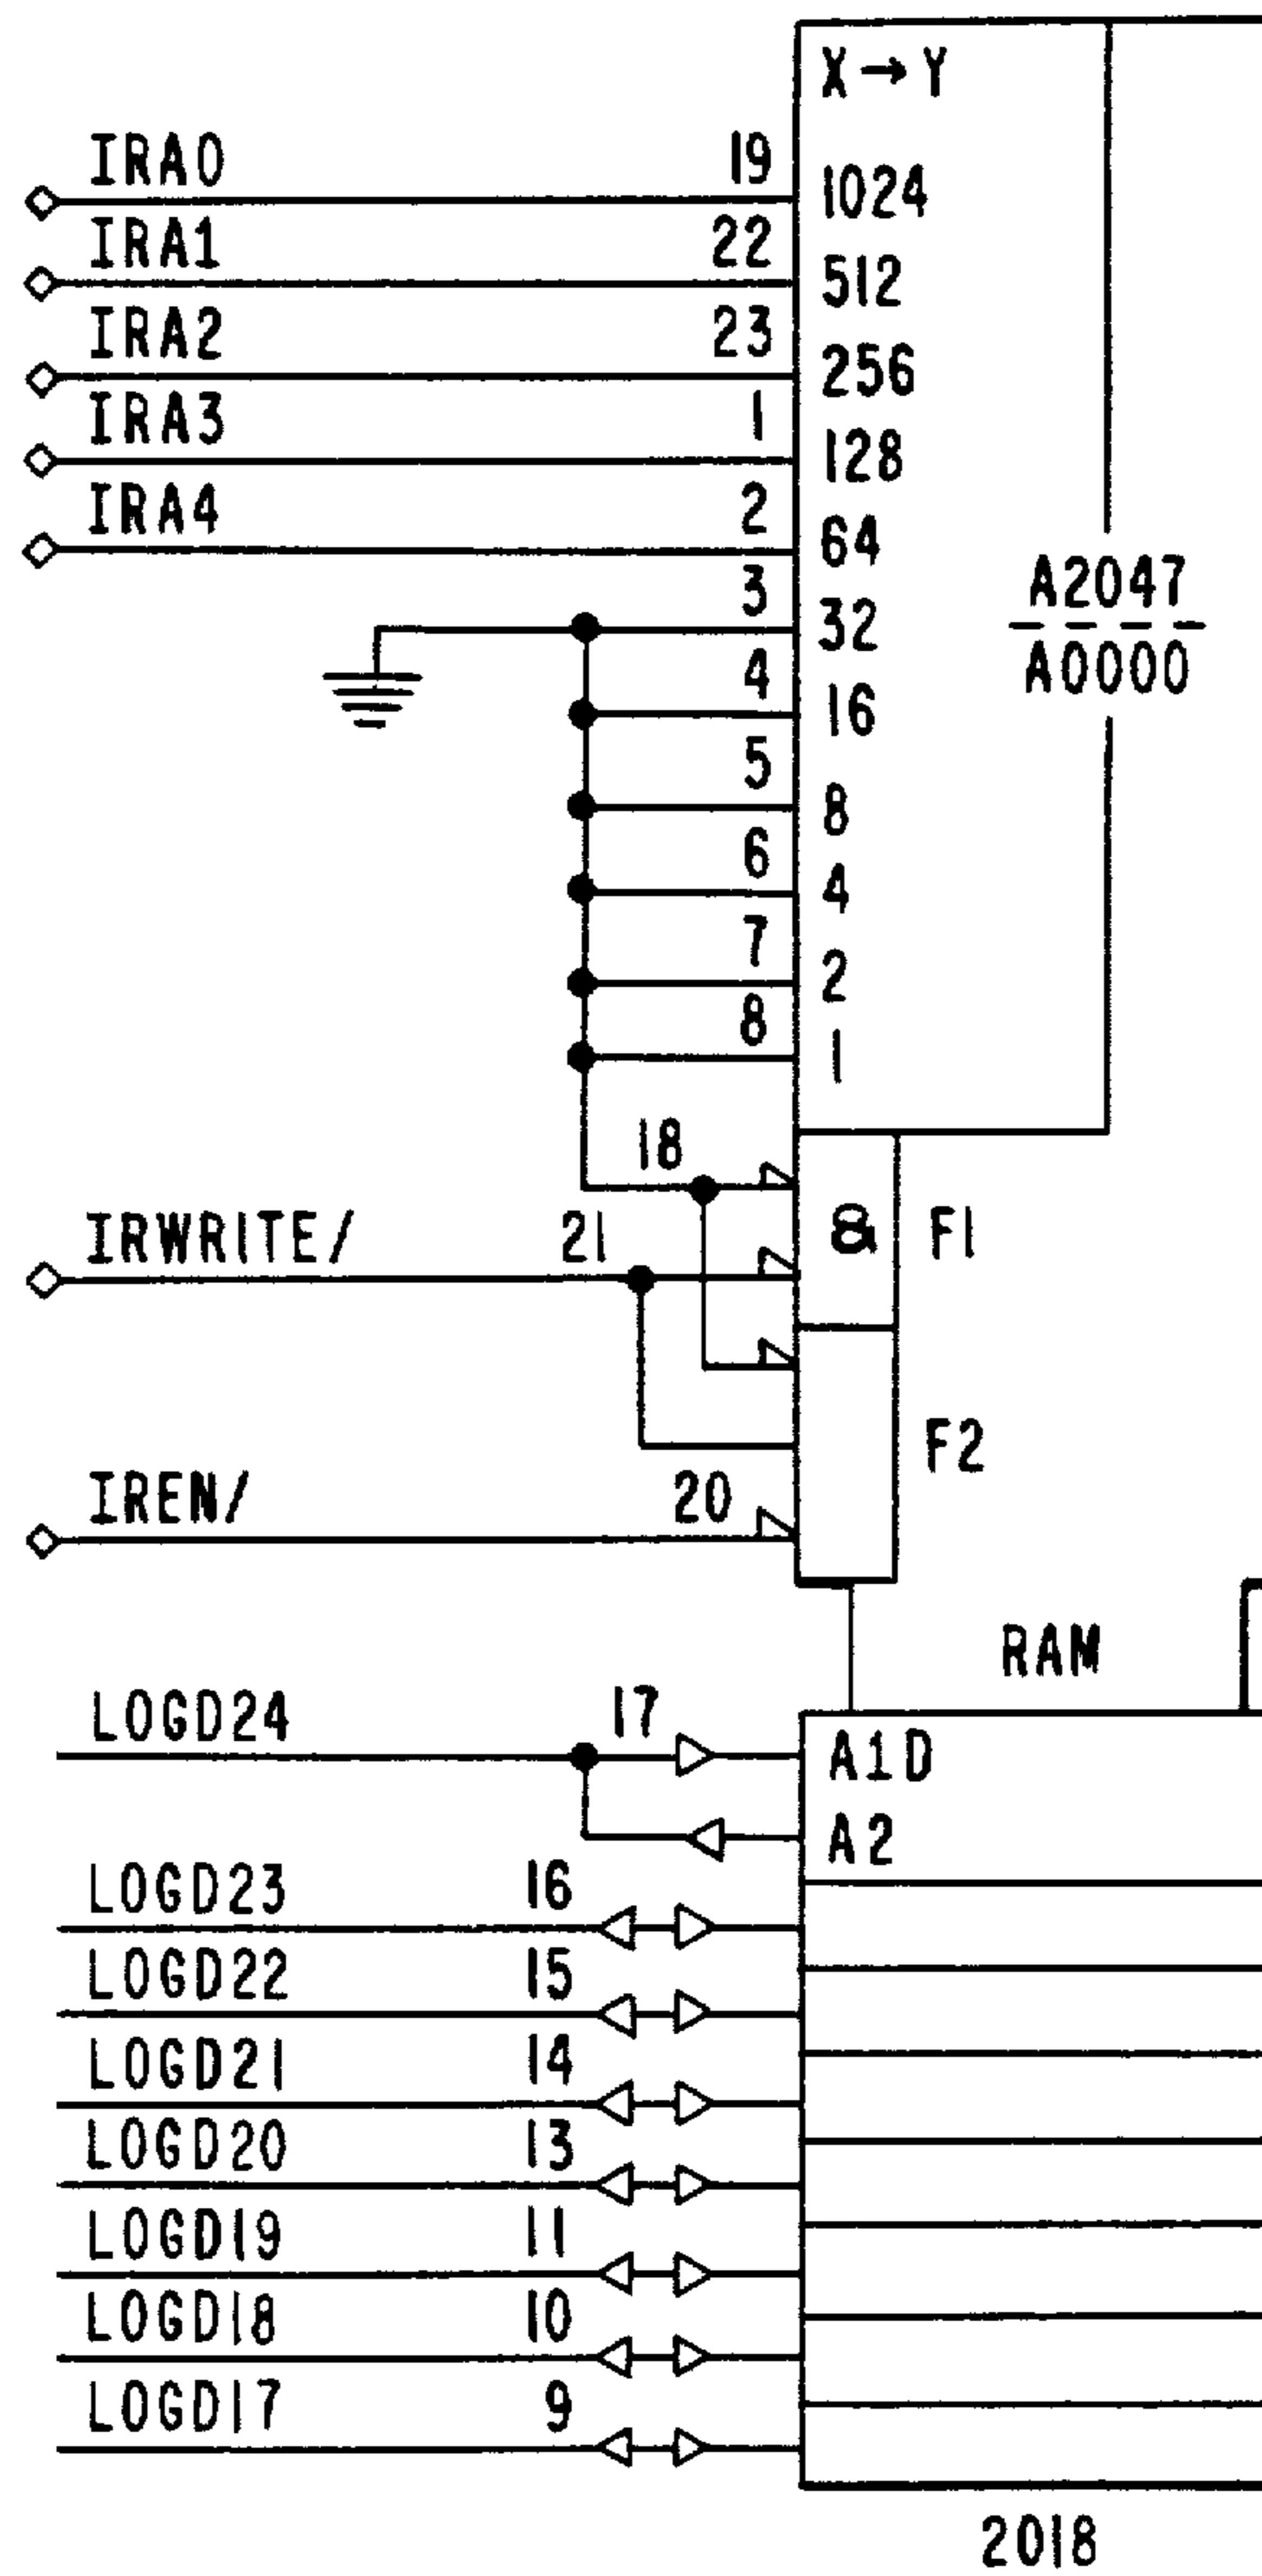 X→Y
IRA0 19 1024
IRA1 22 512
IRA2 23 256
IRA3 1 128
IRA4 2 64
A2047
3 32
A0000
4 16
5 8
6 4
7 2
8 1
18
IRWRITE/ 21 & F1
F2
IREN/ 20
RAM
LOGD24 17 A1D
A2
LOGD23 16
LOGD22 15
LOGD21 14
LOGD20 13
LOGD19 11
LOGD18 10
LOGD17 9
2018